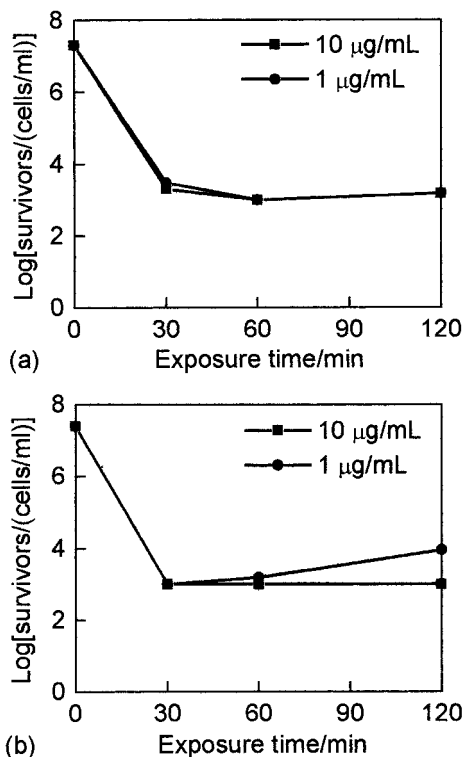 8
6
4
2
0
Log[survivors/(cells/ml)]
10 μg/mL
1 μg/mL
0 30 60 90 120
(a) Exposure time/min
8
6
4
2
0
Log[survivors/(cells/ml)]
10 μg/mL
1 μg/mL
0 30 60 90 120
(b) Exposure time/min